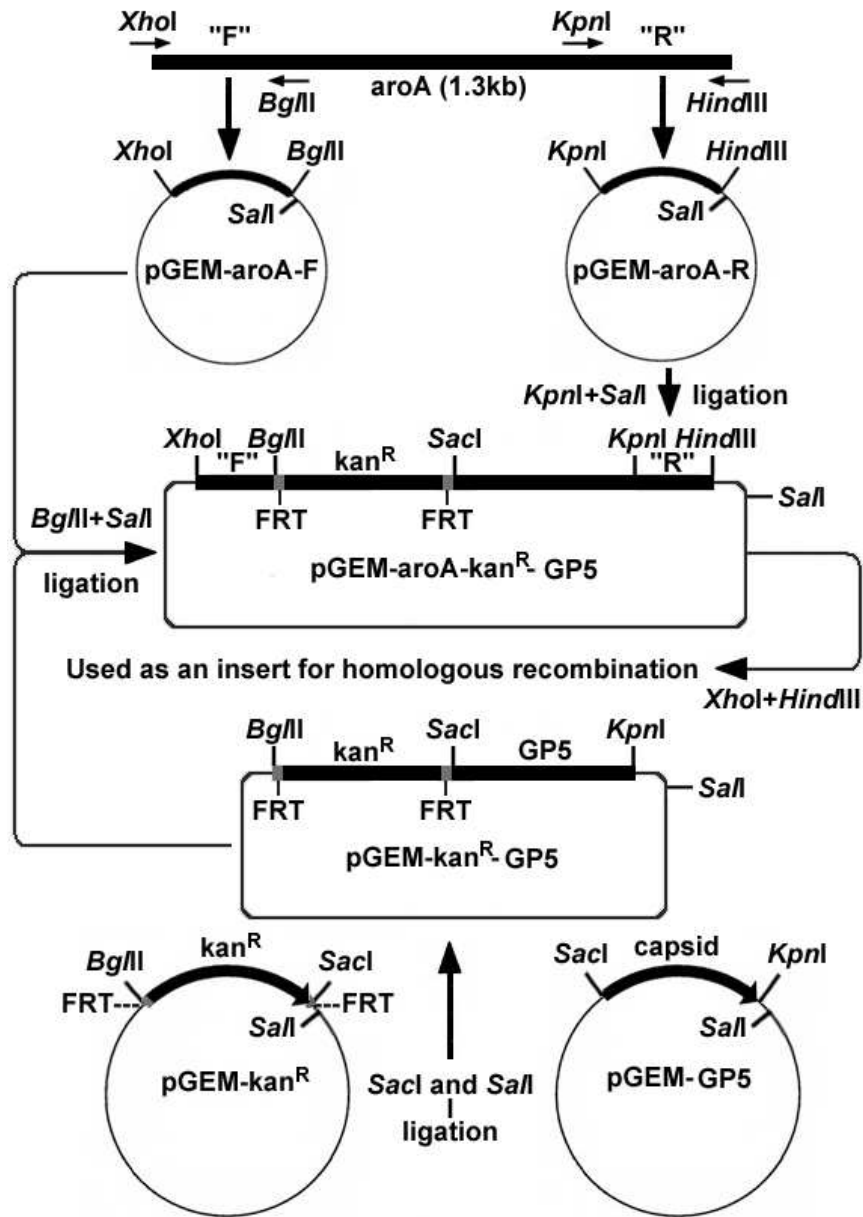 XhoI "F" KpnI "R"
aroA (1.3kb)
BglII HindIII
XhoI BglII KpnI HindIII
SalI SalI
pGEM-aroA-F pGEM-aroA-R
KpnI+SalI ligation
XhoI BglII SacI KpnI HindIII
"F" kanR "R"
SalI
BglII+SalI FRT FRT
ligation pGEM-aroA-kanR- GP5
Used as an insert for homologous recombination
XhoI+HindIII
BglII SacI KpnI
kanR GP5
SalI
FRT FRT
pGEM-kanR- GP5
kanR capsid
BglII SacI SacI KpnI
FRT--- ---FRT
SalI SalI
pGEM-kanR pGEM-GP5
SacI and SalI
ligation